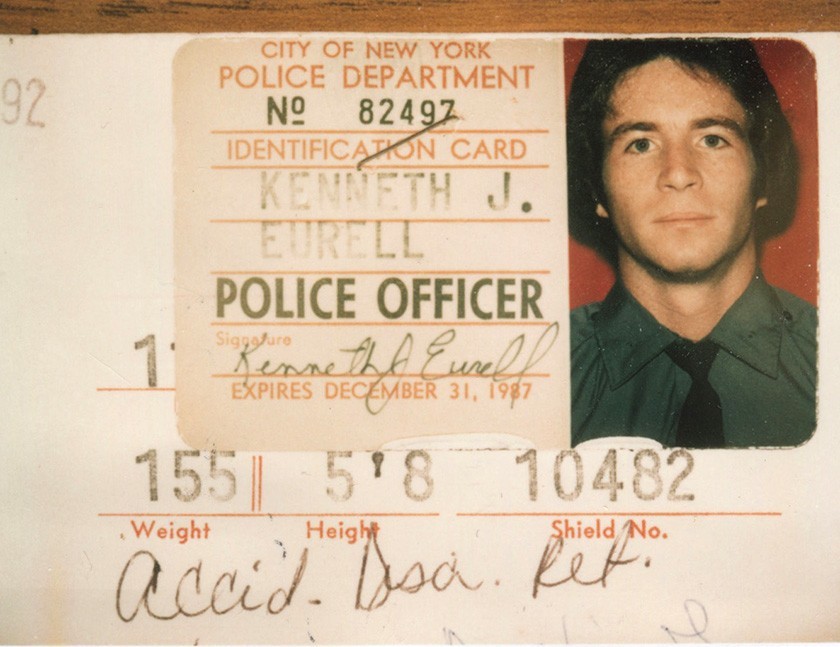 92
CITY OF NEW YORK
POLICE DEPARTMENT
Nº 82497
IDENTIFICATION CARD
KENNETH J.
EURELL
POLICE OFFICER
Signature
Kenneth J Eurell
EXPIRES DECEMBER 31, 1987
155 5'8 10482
Weight Height Shield No.
Accid. Disa. Ret.